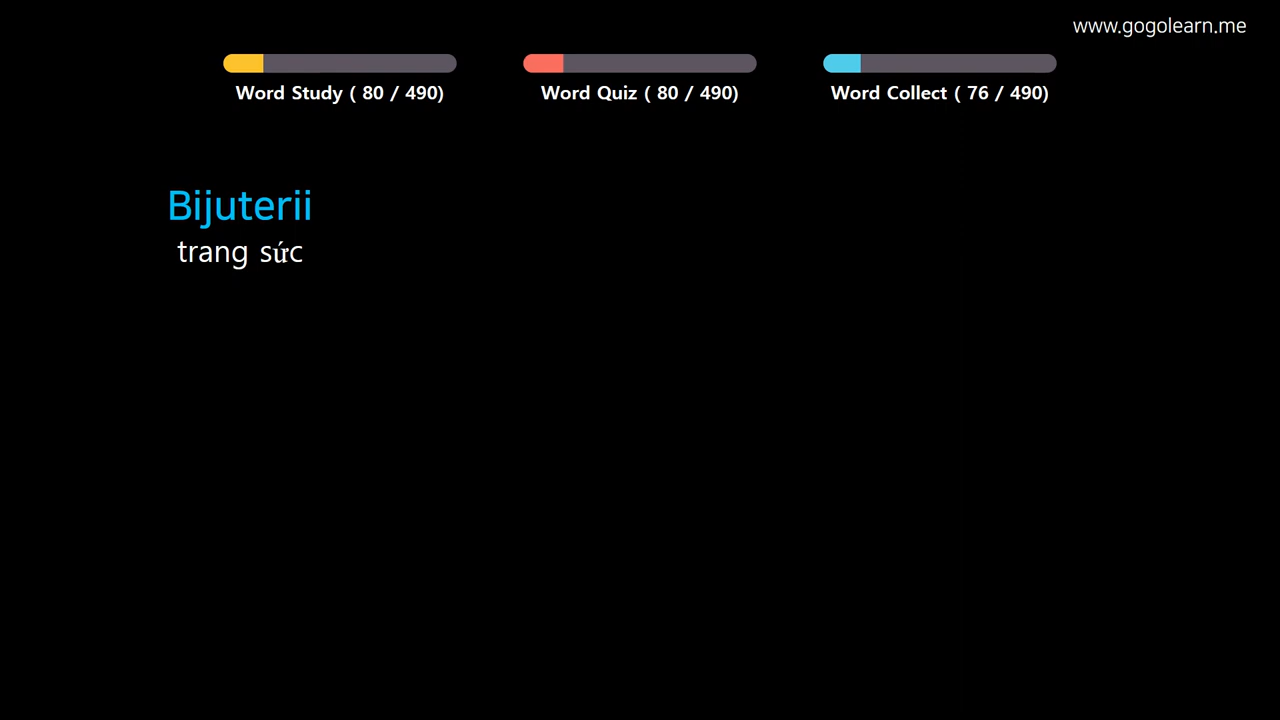 www.gogolearn.me
Word Study ( 80 / 490)
Word Quiz ( 80 / 490)
Word Collect ( 76 / 490)
Bijuterii
trang sức